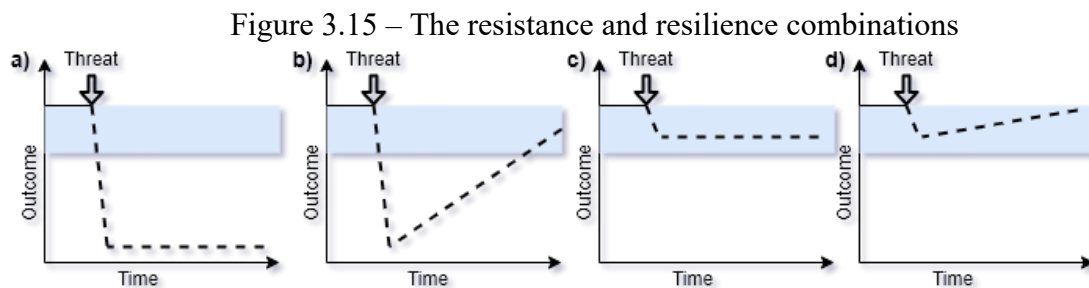 Figure 3.15 – The resistance and resilience combinations
a) Threat
Outcome
Time
b) Threat
Outcome
Time
c) Threat
Outcome
Time
d) Threat
Outcome
Time